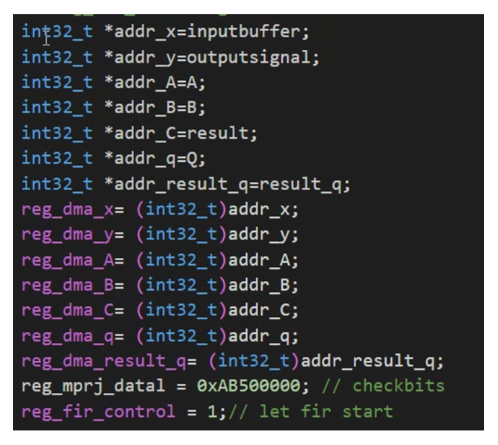 int32_t *addr_x=inputbuffer;
int32_t *addr_y=outputsignal;
int32_t *addr_A=A;
int32_t *addr_B=B;
int32_t *addr_C=result;
int32_t *addr_q=Q;
int32_t *addr_result_q=result_q;
reg_dma_x= (int32_t)addr_x;
reg_dma_y= (int32_t)addr_y;
reg_dma_A= (int32_t)addr_A;
reg_dma_B= (int32_t)addr_B;
reg_dma_C= (int32_t)addr_C;
reg_dma_q= (int32_t)addr_q;
reg_dma_result_q= (int32_t)addr_result_q;
reg_mprj_datal = 0xAB500000; // checkbits
reg_fir_control = 1;// let fir start